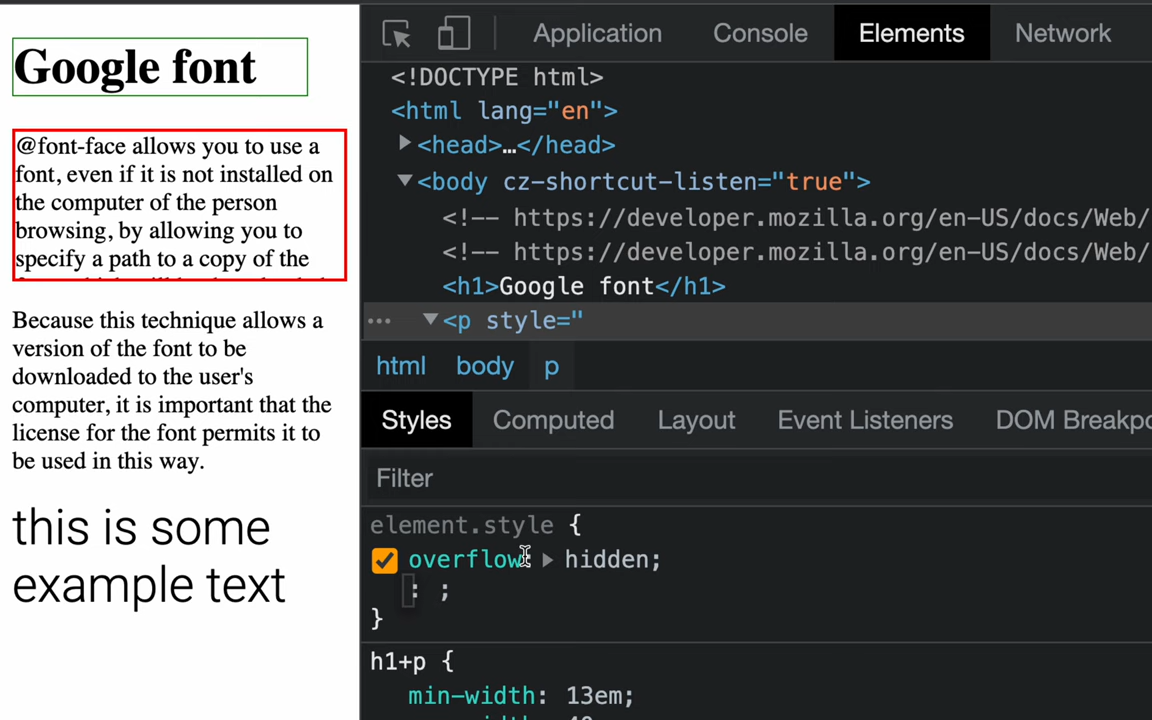 Google font
@font-face allows you to use a
font, even if it is not installed on
the computer of the person
browsing, by allowing you to
specify a path to a copy of the
Because this technique allows a
version of the font to be
downloaded to the user's
computer, it is important that the
license for the font permits it to
be used in this way.
this is some
example text
Application Console Elements Network
<!DOCTYPE html>
<html lang="en">
<head>…</head>
<body cz-shortcut-listen="true">
<!-- https://developer.mozilla.org/en-US/docs/Web/
<!-- https://developer.mozilla.org/en-US/docs/Web/
<h1>Google font</h1>
… <p style="
html body p
Styles Computed Layout Event Listeners DOM Breakpo
Filter
element.style {
overflow: hidden;
: ;
}
h1+p {
min-width: 13em;